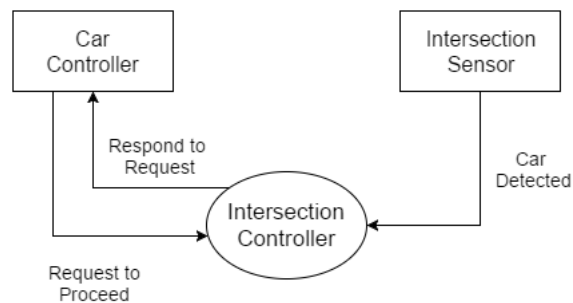 Car
Controller
Intersection
Sensor
Respond to
Request
Car
Detected
Intersection
Controller
Request to
Proceed